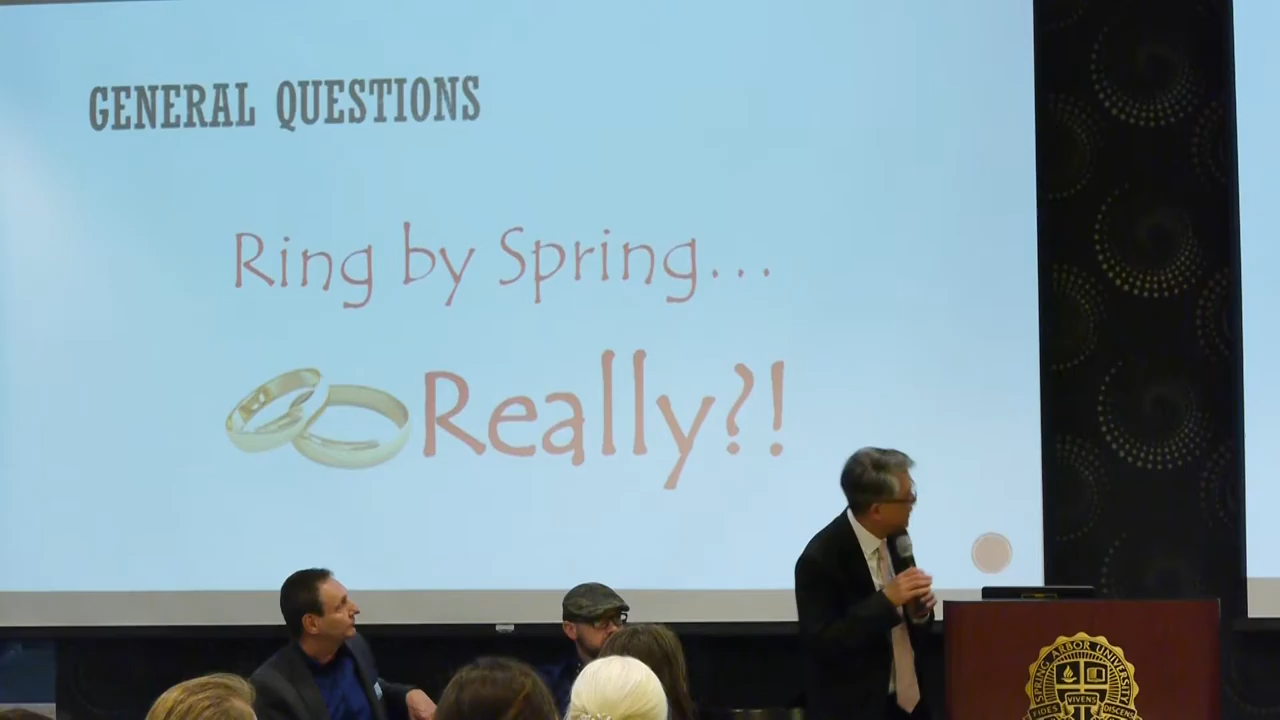 GENERAL QUESTIONS
Ring by Spring...
Really?!
SPRING ARBOR UNIVERSITY
FIDES VIVENS DISCENS